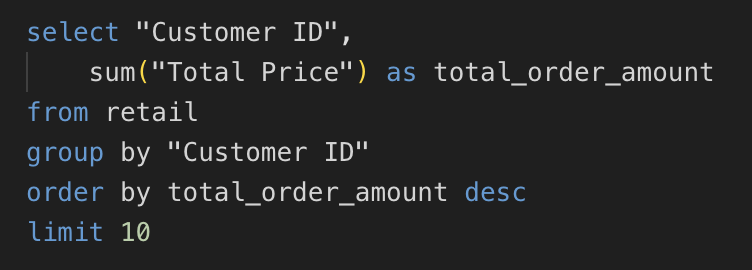 select "Customer ID",
    sum("Total Price") as total_order_amount
from retail
group by "Customer ID"
order by total_order_amount desc
limit 10